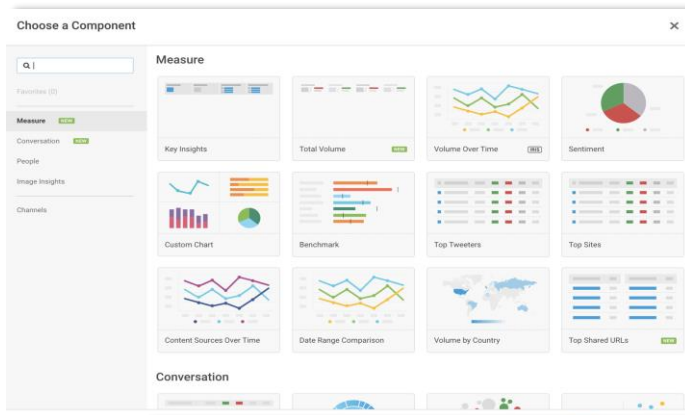 Choose a Component
Favorites (0)
Measure NEW
Conversation NEW
People
Image Insights
Channels
Measure
Key Insights
Total Volume NEW
Volume Over Time
Sentiment
Custom Chart
Benchmark
Top Tweeters
Top Sites
Content Sources Over Time
Date Range Comparison
Volume by Country
Top Shared URLs NEW
Conversation